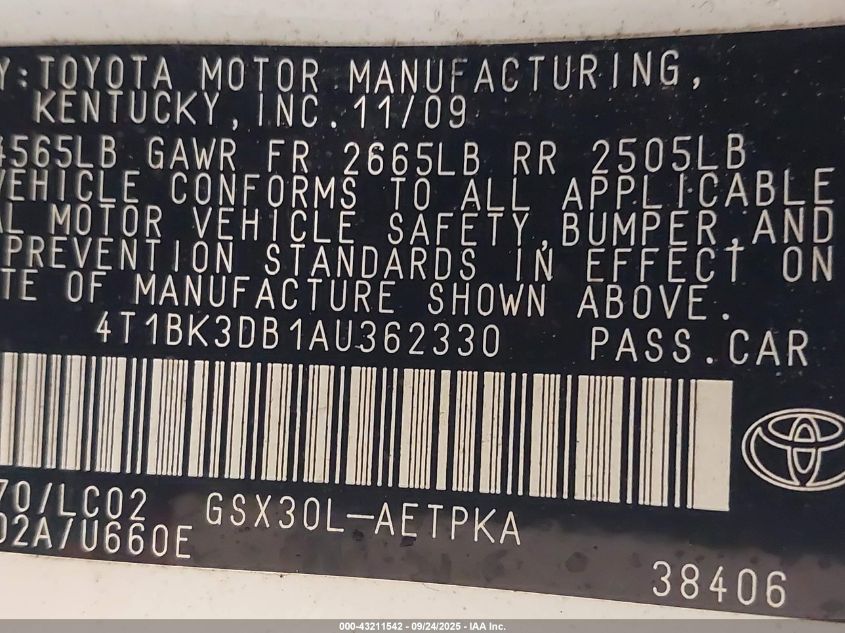 Y:TOYOTA MOTOR MANUFACTURING,
KENTUCKY, INC. 11/09
4565LB GAWR FR 2665LB RR 2505LB
VEHICLE CONFORMS TO ALL APPLICABLE
AL MOTOR VEHICLE SAFETY, BUMPER, AND
PREVENTION STANDARDS IN EFFECT ON
TE OF MANUFACTURE SHOWN ABOVE.
4T1BK3DB1AU362330 PASS.CAR
70/LC02 GSX30L-AETPKA
02A/U660E
38406
000-43211542 - 09/24/2025 - IAA Inc.